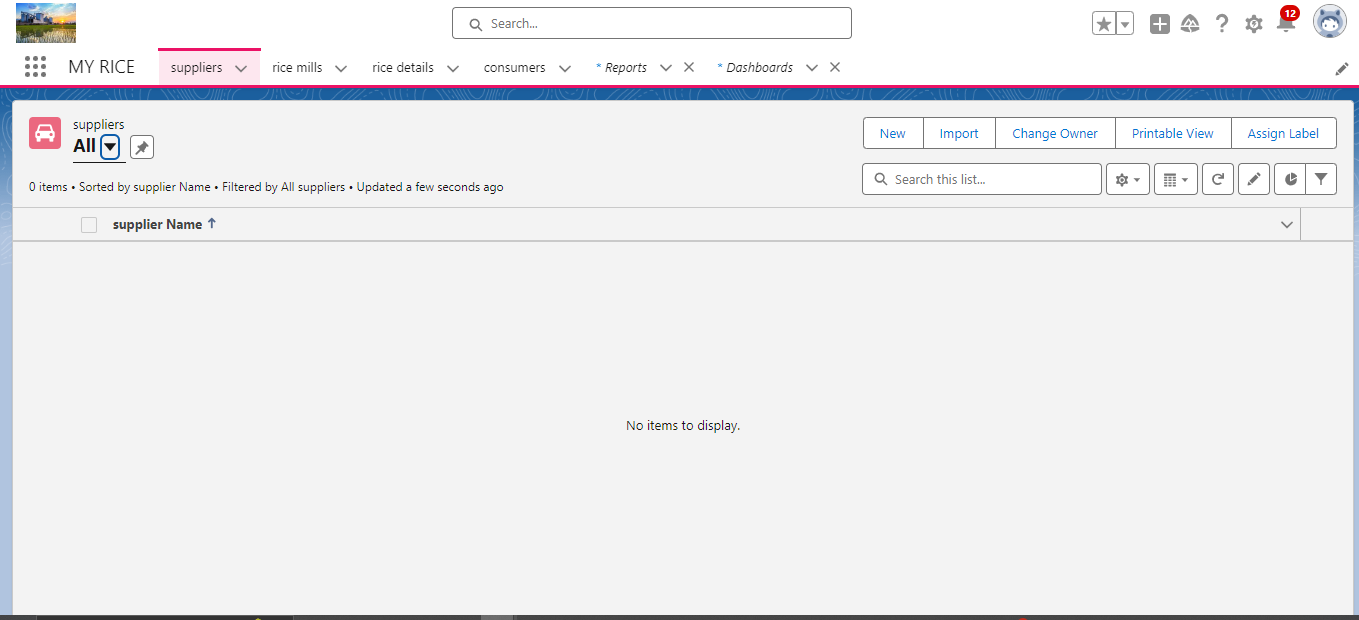 Search...
12
MY RICE
suppliers
rice mills
rice details
consumers
* Reports
* Dashboards
suppliers
All
New
Import
Change Owner
Printable View
Assign Label
0 items • Sorted by supplier Name • Filtered by All suppliers • Updated a few seconds ago
Search this list...
supplier Name
No items to display.